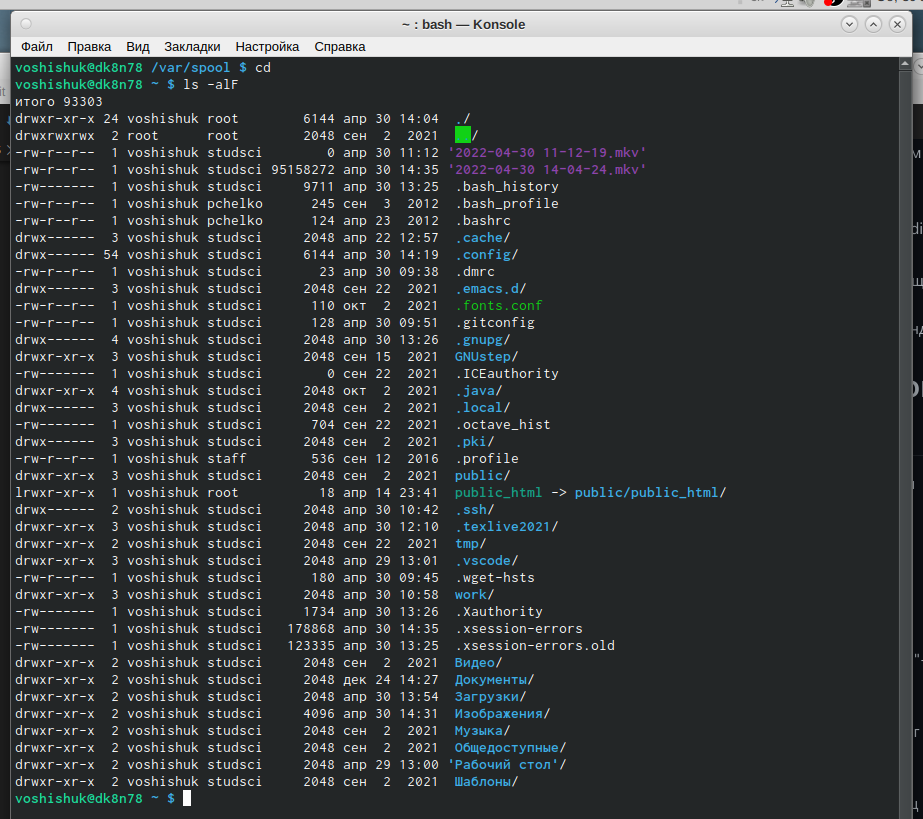 ~ : bash — Konsole
Файл Правка Вид Закладки Настройка Справка
voshishuk@dk8n78 /var/spool $ cd
voshishuk@dk8n78 ~ $ ls -alF
итого 93303
drwxr-xr-x 24 voshishuk root 6144 апр 30 14:04 ./
drwxrwxrwx 2 root root 2048 сен 2 2021 ../
-rw-r--r-- 1 voshishuk studsci 0 апр 30 11:12 '2022-04-30 11-12-19.mkv'
-rw-r--r-- 1 voshishuk studsci 95158272 апр 30 14:35 '2022-04-30 14-04-24.mkv'
-rw------- 1 voshishuk studsci 9711 апр 30 13:25 .bash_history
-rw-r--r-- 1 voshishuk pchelko 245 сен 3 2012 .bash_profile
-rw-r--r-- 1 voshishuk pchelko 124 апр 23 2012 .bashrc
drwx------ 3 voshishuk studsci 2048 апр 22 12:57 .cache/
drwx------ 54 voshishuk studsci 6144 апр 30 14:19 .config/
-rw-r--r-- 1 voshishuk studsci 23 апр 30 09:38 .dmrc
drwx------ 3 voshishuk studsci 2048 сен 22 2021 .emacs.d/
-rw-r--r-- 1 voshishuk studsci 110 окт 2 2021 .fonts.conf
-rw-r--r-- 1 voshishuk studsci 128 апр 30 09:51 .gitconfig
drwx------ 4 voshishuk studsci 2048 апр 30 13:26 .gnupg/
drwxr-xr-x 3 voshishuk studsci 2048 сен 15 2021 GNUstep/
-rw------- 1 voshishuk studsci 0 сен 22 2021 .ICEauthority
drwxr-xr-x 4 voshishuk studsci 2048 окт 2 2021 .java/
drwx------ 3 voshishuk studsci 2048 сен 2 2021 .local/
-rw------- 1 voshishuk studsci 704 сен 22 2021 .octave_hist
drwx------ 3 voshishuk studsci 2048 сен 2 2021 .pki/
-rw-r--r-- 1 voshishuk staff 536 сен 12 2016 .profile
drwxr-xr-x 3 voshishuk studsci 2048 сен 2 2021 public/
lrwxr-xr-x 1 voshishuk root 18 апр 14 23:41 public_html -> public/public_html/
drwx------ 2 voshishuk studsci 2048 апр 30 10:42 .ssh/
drwxr-xr-x 3 voshishuk studsci 2048 апр 30 12:10 .texlive2021/
drwxr-xr-x 2 voshishuk studsci 2048 сен 22 2021 tmp/
drwxr-xr-x 3 voshishuk studsci 2048 апр 29 13:01 .vscode/
-rw-r--r-- 1 voshishuk studsci 180 апр 30 09:45 .wget-hsts
drwxr-xr-x 3 voshishuk studsci 2048 апр 30 10:58 work/
-rw------- 1 voshishuk studsci 1734 апр 30 13:26 .Xauthority
-rw------- 1 voshishuk studsci 178868 апр 30 14:35 .xsession-errors
-rw------- 1 voshishuk studsci 123335 апр 30 13:25 .xsession-errors.old
drwxr-xr-x 2 voshishuk studsci 2048 сен 2 2021 Видео/
drwxr-xr-x 2 voshishuk studsci 2048 дек 24 14:27 Документы/
drwxr-xr-x 2 voshishuk studsci 2048 апр 30 13:54 Загрузки/
drwxr-xr-x 2 voshishuk studsci 4096 апр 30 14:31 Изображения/
drwxr-xr-x 2 voshishuk studsci 2048 сен 2 2021 Музыка/
drwxr-xr-x 2 voshishuk studsci 2048 сен 2 2021 Общедоступные/
drwxr-xr-x 2 voshishuk studsci 2048 апр 29 13:00 'Рабочий стол'/
drwxr-xr-x 2 voshishuk studsci 2048 сен 2 2021 Шаблоны/
voshishuk@dk8n78 ~ $